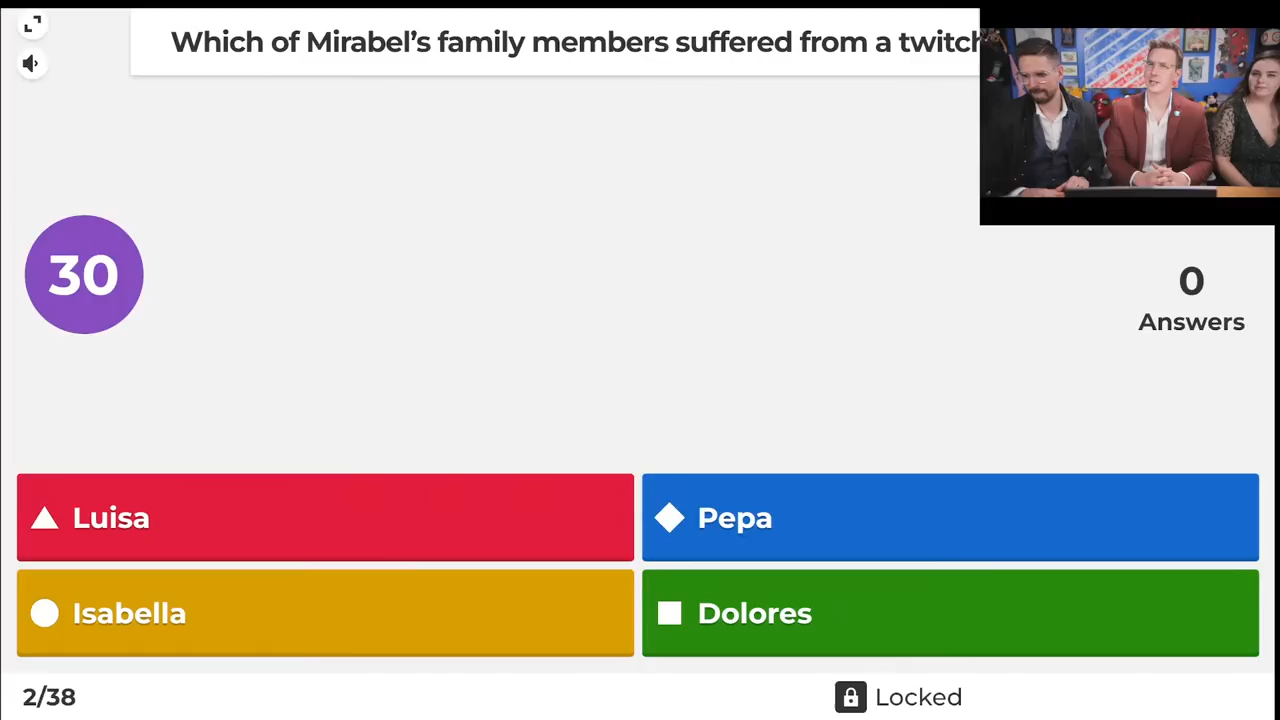 Which of Mirabel’s family members suffered from a twitch
30
0
Answers
Luisa
Pepa
Isabella
Dolores
2/38
Locked